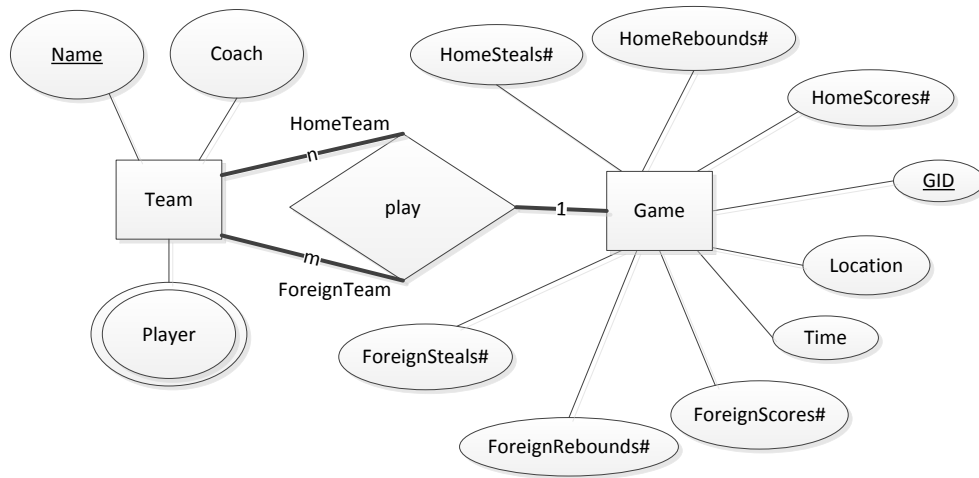 Name
Coach
HomeSteals#
HomeRebounds#
HomeScores#
HomeTeam
n
Team
play
1
Game
GID
m
ForeignTeam
Location
Player
ForeignSteals#
Time
ForeignRebounds#
ForeignScores#